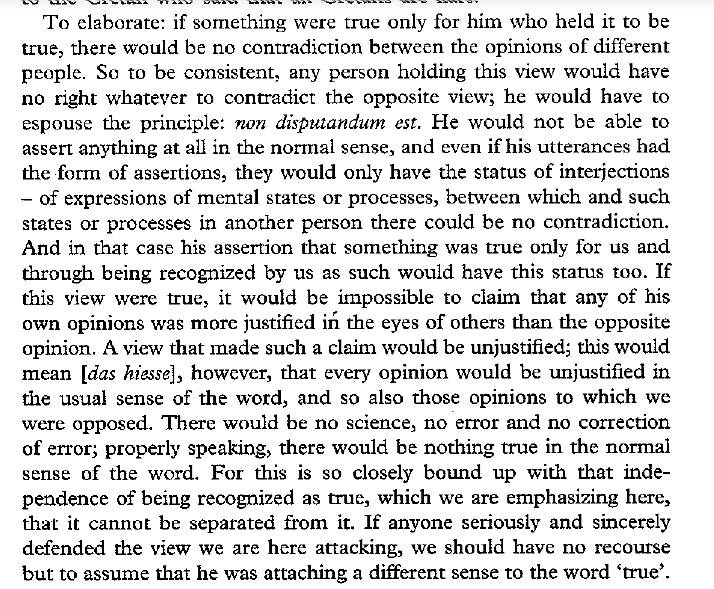 To elaborate: if something were true only for him who held it to be
true, there would be no contradiction between the opinions of different
people. So to be consistent, any person holding this view would have
no right whatever to contradict the opposite view; he would have to
espouse the principle: non disputandum est. He would not be able to
assert anything at all in the normal sense, and even if his utterances had
the form of assertions, they would only have the status of interjections
– of expressions of mental states or processes, between which and such
states or processes in another person there could be no contradiction.
And in that case his assertion that something was true only for us and
through being recognized by us as such would have this status too. If
this view were true, it would be impossible to claim that any of his
own opinions was more justified in the eyes of others than the opposite
opinion. A view that made such a claim would be unjustified; this would
mean [das hiesse], however, that every opinion would be unjustified in
the usual sense of the word, and so also those opinions to which we
were opposed. There would be no science, no error and no correction
of error; properly speaking, there would be nothing true in the normal
sense of the word. For this is so closely bound up with that inde-
pendence of being recognized as true, which we are emphasizing here,
that it cannot be separated from it. If anyone seriously and sincerely
defended the view we are here attacking, we should have no recourse
but to assume that he was attaching a different sense to the word ‘true’.